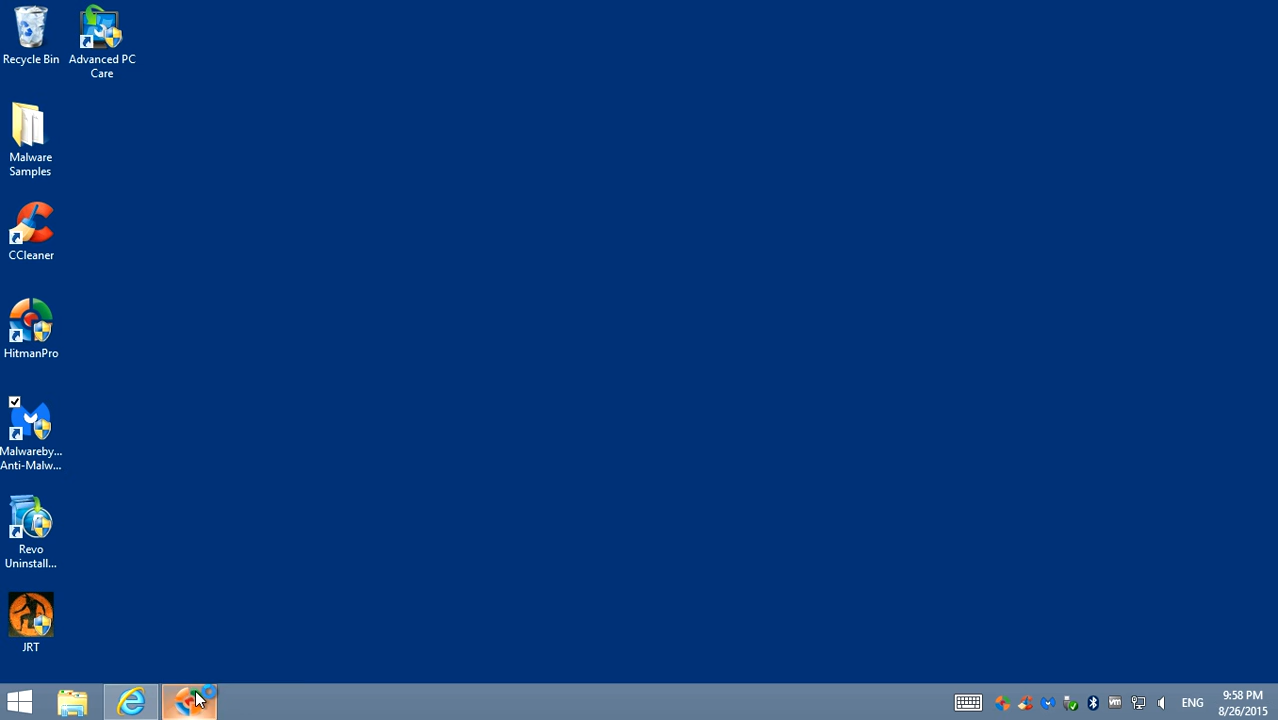 Recycle Bin
Advanced PC
Care
Malware
Samples
CCleaner
HitmanPro
Malwareby...
Anti-Malw...
Revo
Uninstall...
JRT
vm
ENG
9:58 PM
8/26/2015